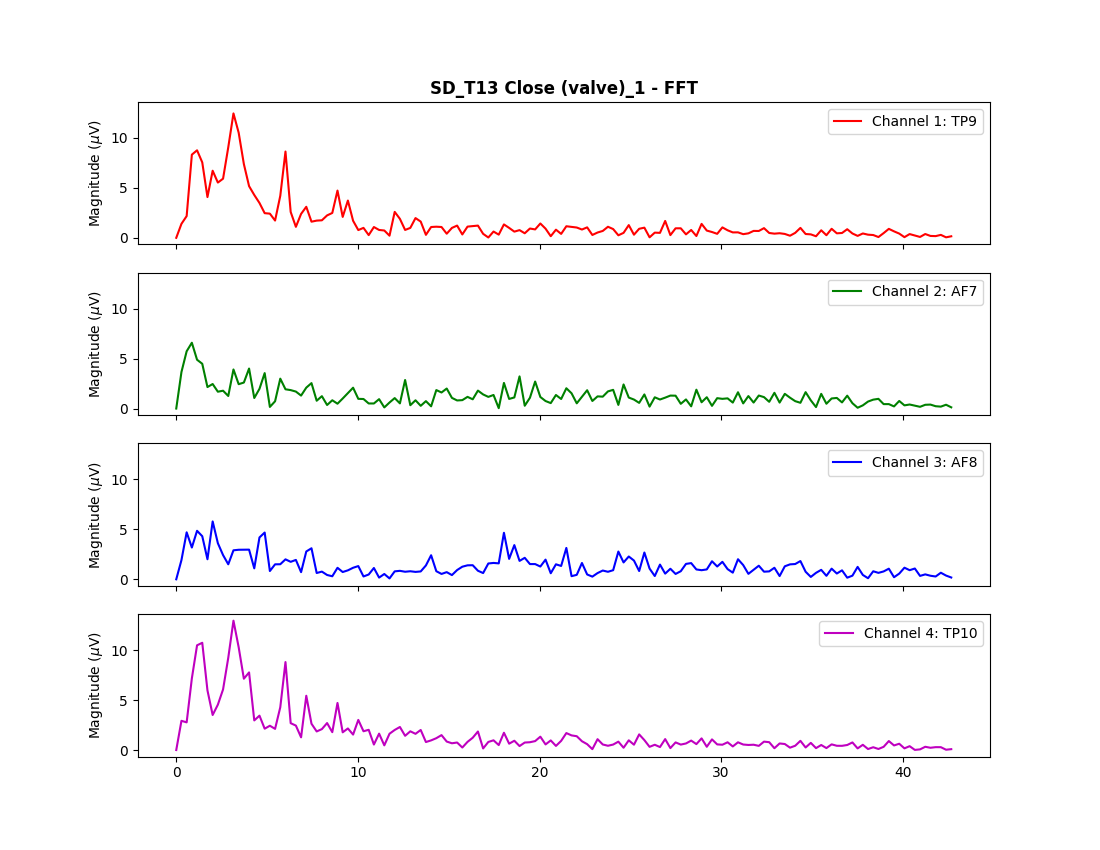 SD_T13 Close (valve)_1 - FFT
Magnitude (μV)
10
5
0
Channel 1: TP9
Magnitude (μV)
10
5
0
Channel 2: AF7
Magnitude (μV)
10
5
0
Channel 3: AF8
Magnitude (μV)
10
5
0
Channel 4: TP10
0 10 20 30 40